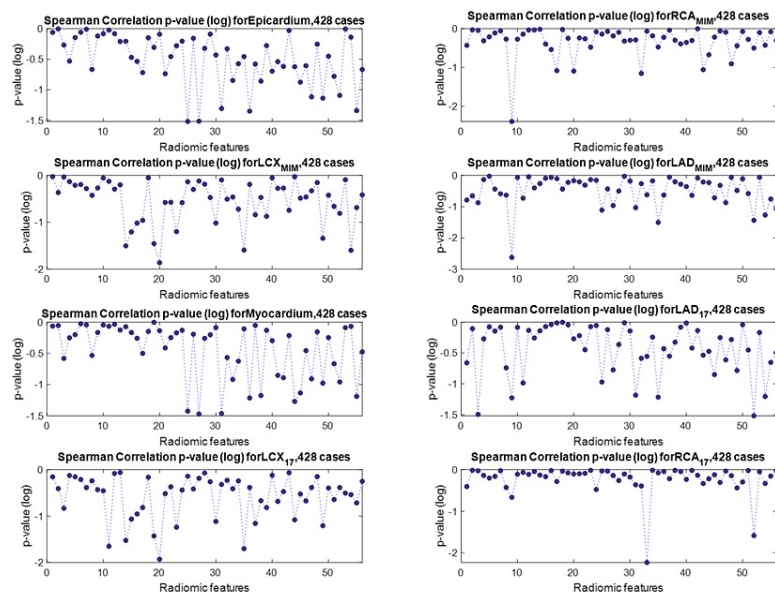 Spearman Correlation p-value (log) forEpicardium,428 cases
0
-0.5
-1
-1.5
p-value (log)
0 10 20 30 40 50
Radiomic features
Spearman Correlation p-value (log) forRCAMIM,428 cases
0
-1
-2
p-value (log)
0 10 20 30 40 50
Radiomic features
Spearman Correlation p-value (log) forLCXMIM,428 cases
0
-1
-2
p-value (log)
0 10 20 30 40 50
Radiomic features
Spearman Correlation p-value (log) forLADMIM,428 cases
0
-1
-2
-3
p-value (log)
0 10 20 30 40 50
Radiomic features
Spearman Correlation p-value (log) forMyocardium,428 cases
0
-0.5
-1
-1.5
p-value (log)
0 10 20 30 40 50
Radiomic features
Spearman Correlation p-value (log) forLAD17,428 cases
0
-0.5
-1
-1.5
p-value (log)
0 10 20 30 40 50
Radiomic features
Spearman Correlation p-value (log) forLCX17,428 cases
0
-1
-2
p-value (log)
0 10 20 30 40 50
Radiomic features
Spearman Correlation p-value (log) forRCA17,428 cases
0
-1
-2
p-value (log)
0 10 20 30 40 50
Radiomic features